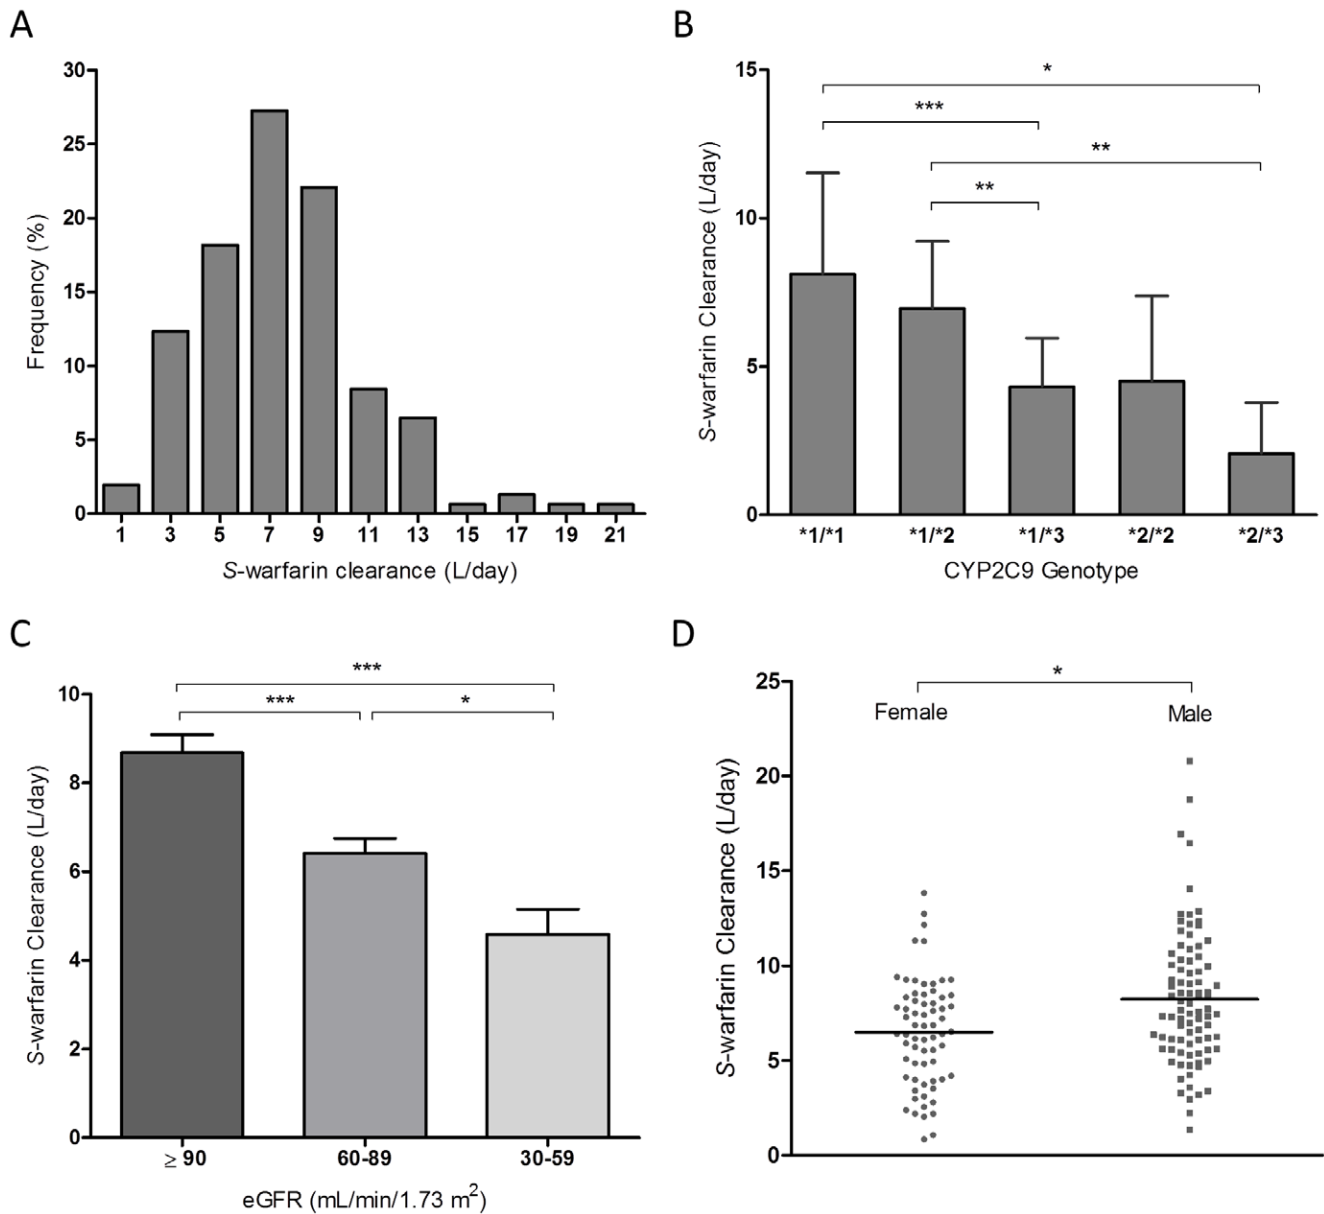 A
30
25
20
15
10
5
0
Frequency (%)
1 3 5 7 9 11 13 15 17 19 21
S-warfarin clearance (L/day)
B
15
10
5
0
S-warfarin Clearance (L/day)
*
***
**
**
*1/*1 *1/*2 *1/*3 *2/*2 *2/*3
CYP2C9 Genotype
C
10
8
6
4
2
0
S-warfarin Clearance (L/day)
***
*** *
≥ 90 60-89 30-59
eGFR (mL/min/1.73 m²)
D
25
20
15
10
5
0
S-warfarin Clearance (L/day)
*
Female Male